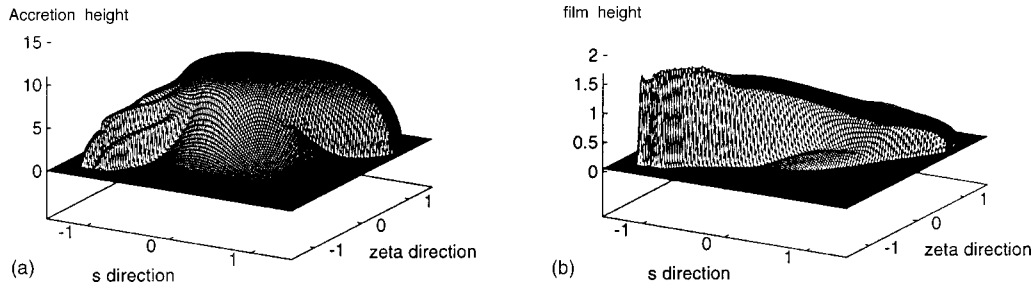 Accretion height
15
10
5
0
-1
0
1
s direction
-1
0
1
zeta direction
(a)
film height
2
1.5
1
0.5
0
-1
0
1
s direction
-1
0
1
zeta direction
(b)